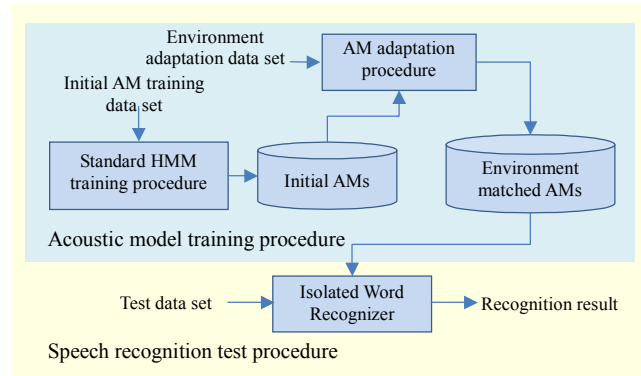 Environment
adaptation data set
AM adaptation
procedure
Initial AM training
data set
Standard HMM
training procedure
Initial AMs
Environment
matched AMs
Acoustic model training procedure
Test data set
Isolated Word
Recognizer
Recognition result
Speech recognition test procedure